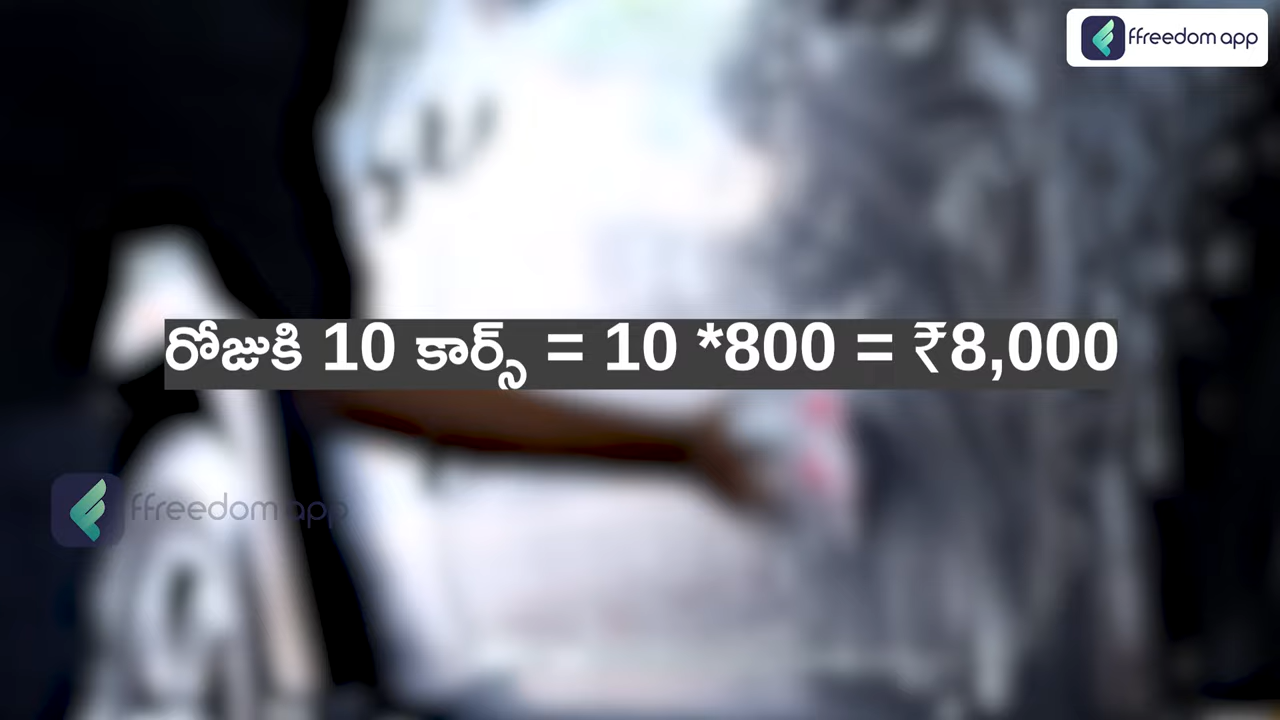 ffreedom app
రోజుకి 10 కార్స్ = 10 *800 = ₹8,000
ffreedom app